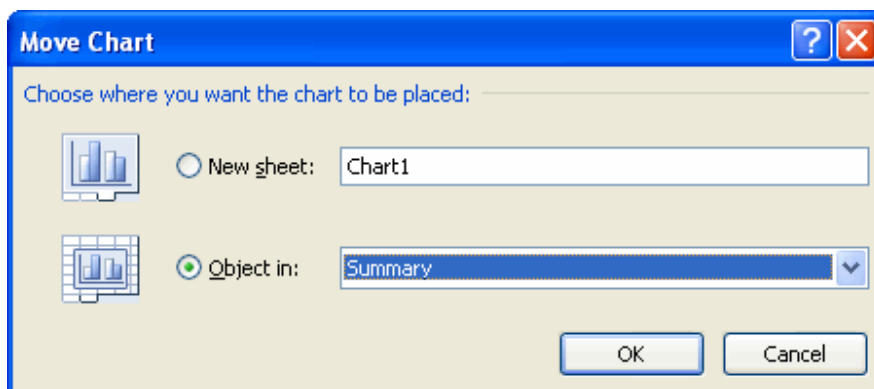 Move Chart
?
Choose where you want the chart to be placed:
New sheet: Chart1
Object in: Summary
OK Cancel